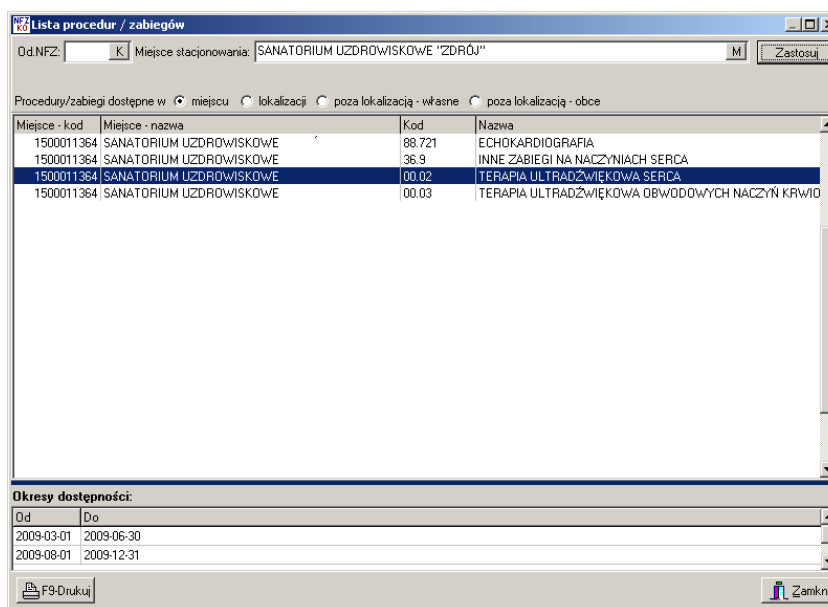 NFZ KO Lista procedur / zabiegów
Od.NFZ: K Miejsce stacjonowania: SANATORIUM UZDROWISKOWE "ZDRÓJ" M Zastosuj
Procedury/zabiegi dostępne w miejscu lokalizacji poza lokalizacją - własne poza lokalizacją - obce
Miejsce - kod Miejsce - nazwa Kod Nazwa
1500011364 SANATORIUM UZDROWISKOWE 88.721 ECHOKARDIOGRAFIA
1500011364 SANATORIUM UZDROWISKOWE 36.9 INNE ZABIEGI NA NACZYNIACH SERCA
1500011364 SANATORIUM UZDROWISKOWE 00.02 TERAPIA ULTRADŹWIĘKOWA SERCA
1500011364 SANATORIUM UZDROWISKOWE 00.03 TERAPIA ULTRADŹWIĘKOWA OBWODOWYCH NACZYŃ KRWIO
Okresy dostępności:
Od Do
2009-03-01 2009-06-30
2009-08-01 2009-12-31
F9-Drukuj Zamkn